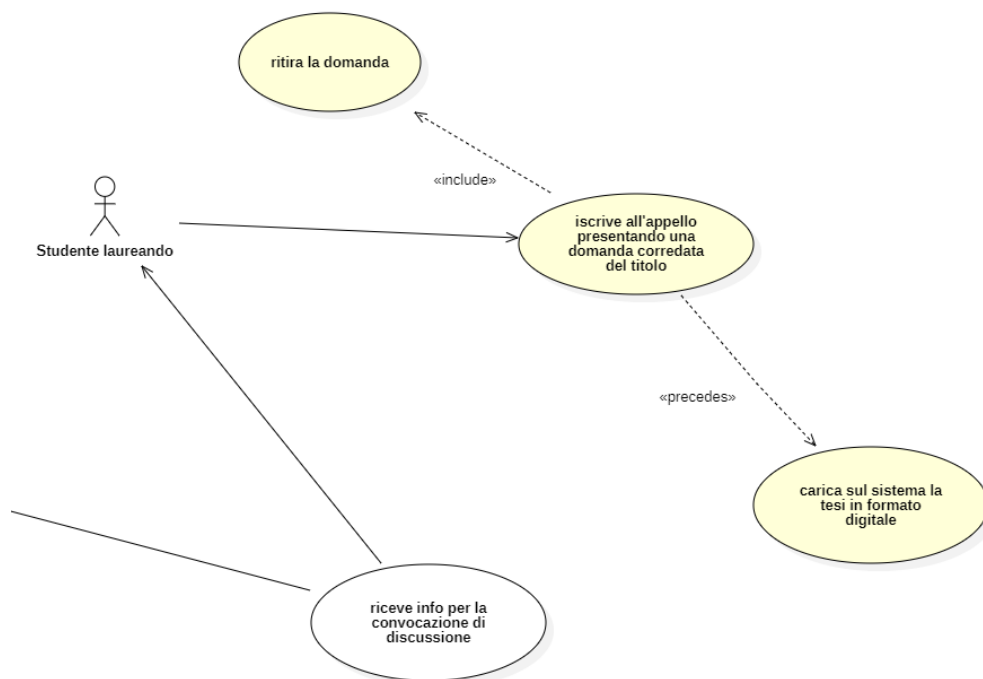 ritira la domanda
«include»
iscrive all'appello
presentando una
domanda corredata
del titolo
Studente laureando
«precedes»
carica sul sistema la
tesi in formato
digitale
riceve info per la
convocazione di
discussione